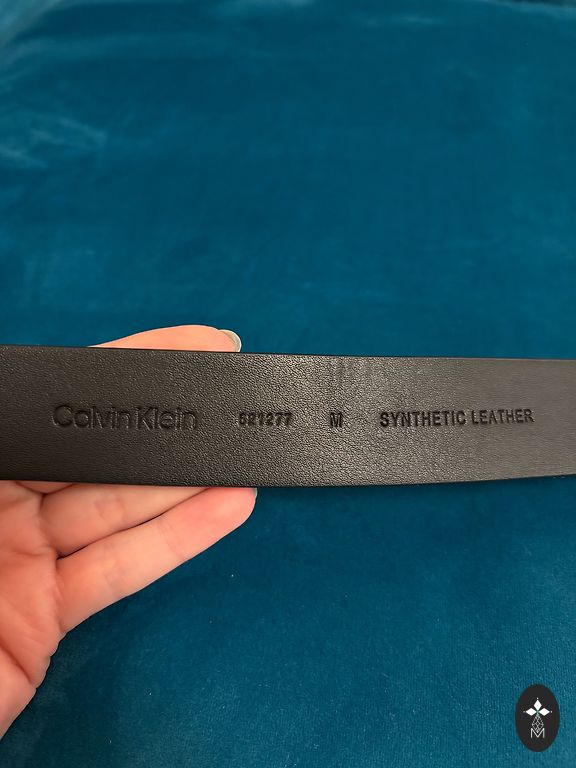 Calvin Klein 521277 M SYNTHETIC LEATHER
M